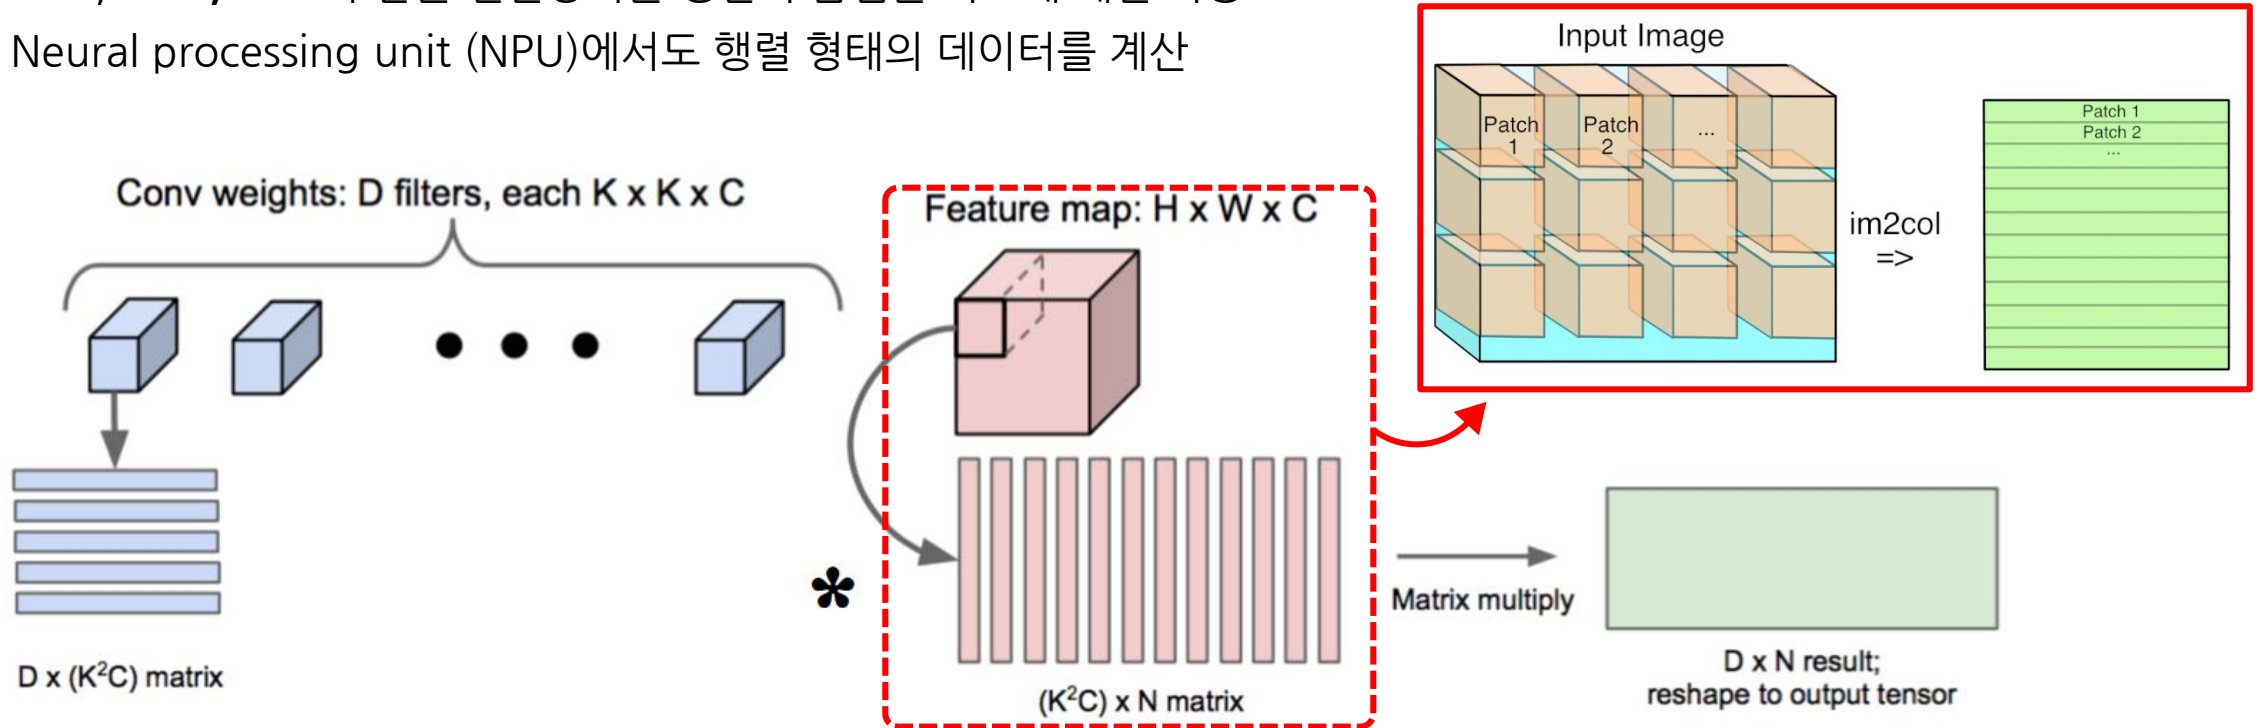 Neural processing unit (NPU)에서도 행렬 형태의 데이터를 계산
Input Image
Patch 1
Patch 2
...
Patch 1
Patch 2
...
im2col
=>
Conv weights: D filters, each K x K x C
Feature map: H x W x C
*
D x (K²C) matrix
(K²C) x N matrix
Matrix multiply
D x N result;
reshape to output tensor